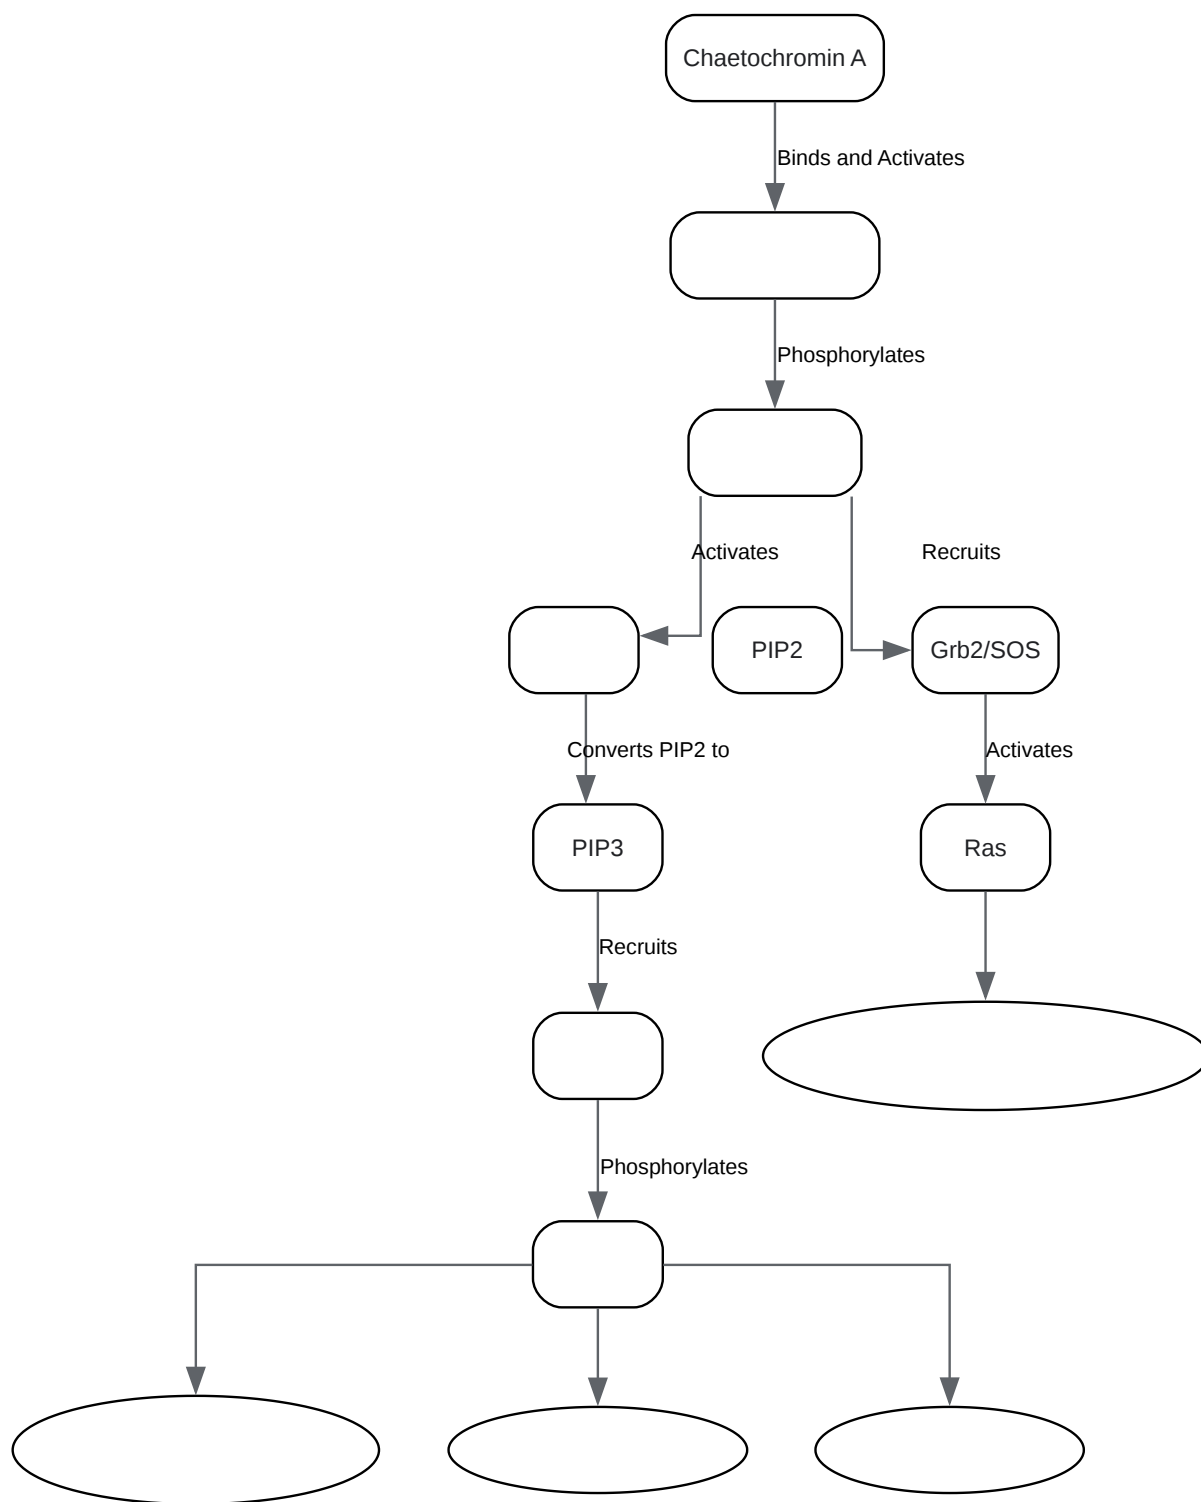 Chaetochromin A
Binds and Activates
Phosphorylates
Activates
Recruits
PIP2
Grb2/SOS
Converts PIP2 to
Activates
PIP3
Ras
Recruits
Phosphorylates